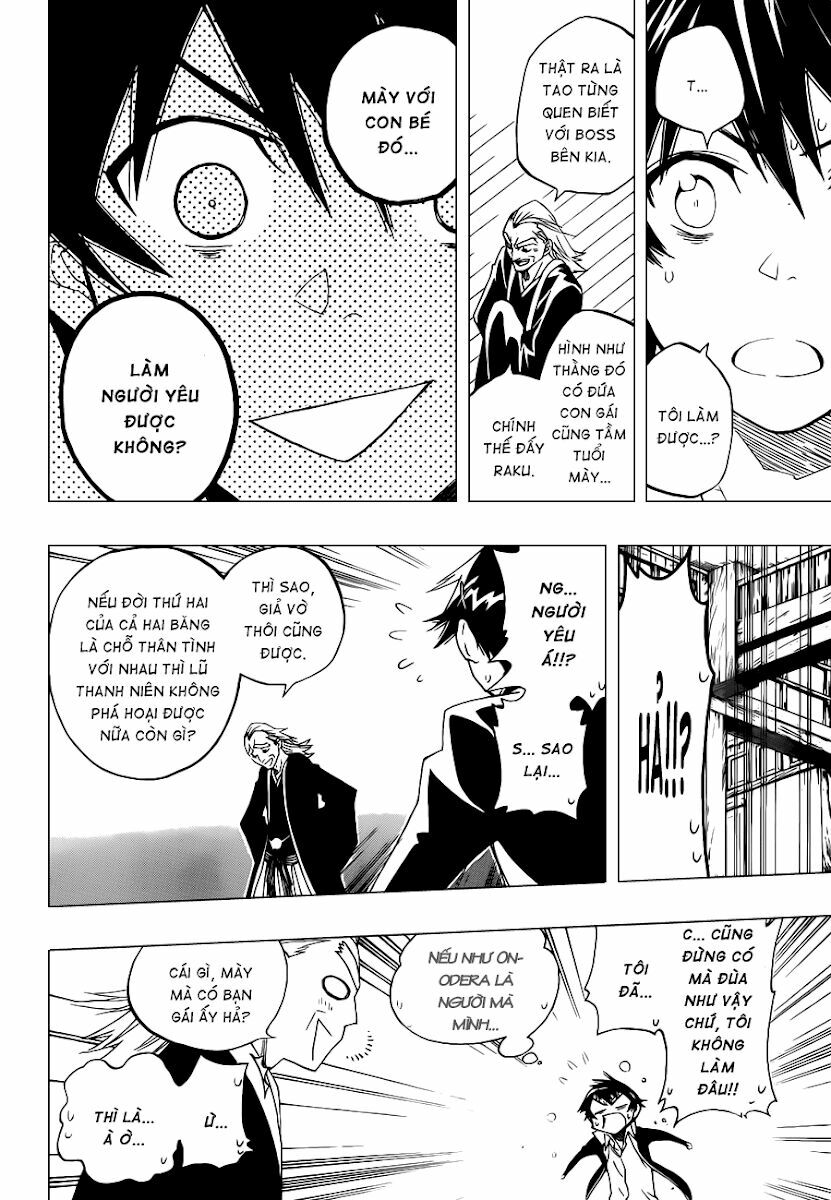 T...
TÔI LÀM
ĐƯỢC...?
THẬT RA LÀ
TAO TỪNG
QUEN BIẾT
VỚI BOSS
BÊN KIA.
HÌNH NHƯ
THẰNG ĐÓ
CÓ ĐỨA
CON GÁI
CŨNG TẦM
TUỔI
MÀY...
CHÍNH
THẾ ĐẤY
RAKU.
MÀY VỚI
CON BÉ
ĐÓ...
LÀM
NGƯỜI YÊU
ĐƯỢC
KHÔNG?
HẢ!!?
NG...
NGƯỜI
YÊU
Á!!?
S... SAO
LẠI...
THÌ SAO,
GIẢ VỜ
THÔI CŨNG
ĐƯỢC.
NẾU ĐỜI THỨ HAI
CỦA CẢ HAI BĂNG
LÀ CHỖ THÂN TÌNH
VỚI NHAU THÌ LŨ
THANH NIÊN KHÔNG
PHÁ HOẠI ĐƯỢC
NỮA CÒN GÌ?
C... CŨNG
ĐỪNG CÓ
MÀ ĐÙA
NHƯ VẬY
CHỨ, TÔI
KHÔNG
LÀM
ĐÂU!!
TÔI
ĐÃ...
NẾU NHƯ ON-
ODERA LÀ
NGƯỜI MÀ
MÌNH...
CÁI GÌ, MÀY
MÀ CÓ BẠN
GÁI ẤY HẢ?
Ừ...
THÌ LÀ...
À Ờ...